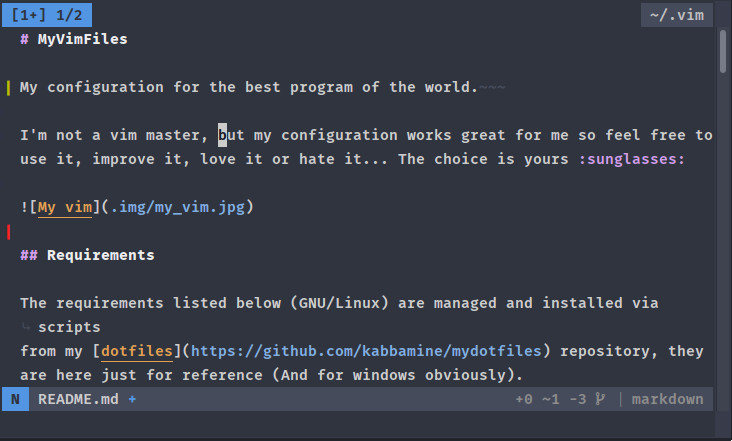 [1+] 1/2 ~/.vim
# MyVimFiles
My configuration for the best program of the world.
I'm not a vim master, but my configuration works great for me so feel free to
use it, improve it, love it or hate it... The choice is yours :sunglasses:
![My vim](.img/my_vim.jpg)
## Requirements
The requirements listed below (GNU/Linux) are managed and installed via
scripts
from my [dotfiles](https://github.com/kabbamine/mydotfiles) repository, they
are here just for reference (And for windows obviously).
N README.md + +0 ~1 -3 | markdown